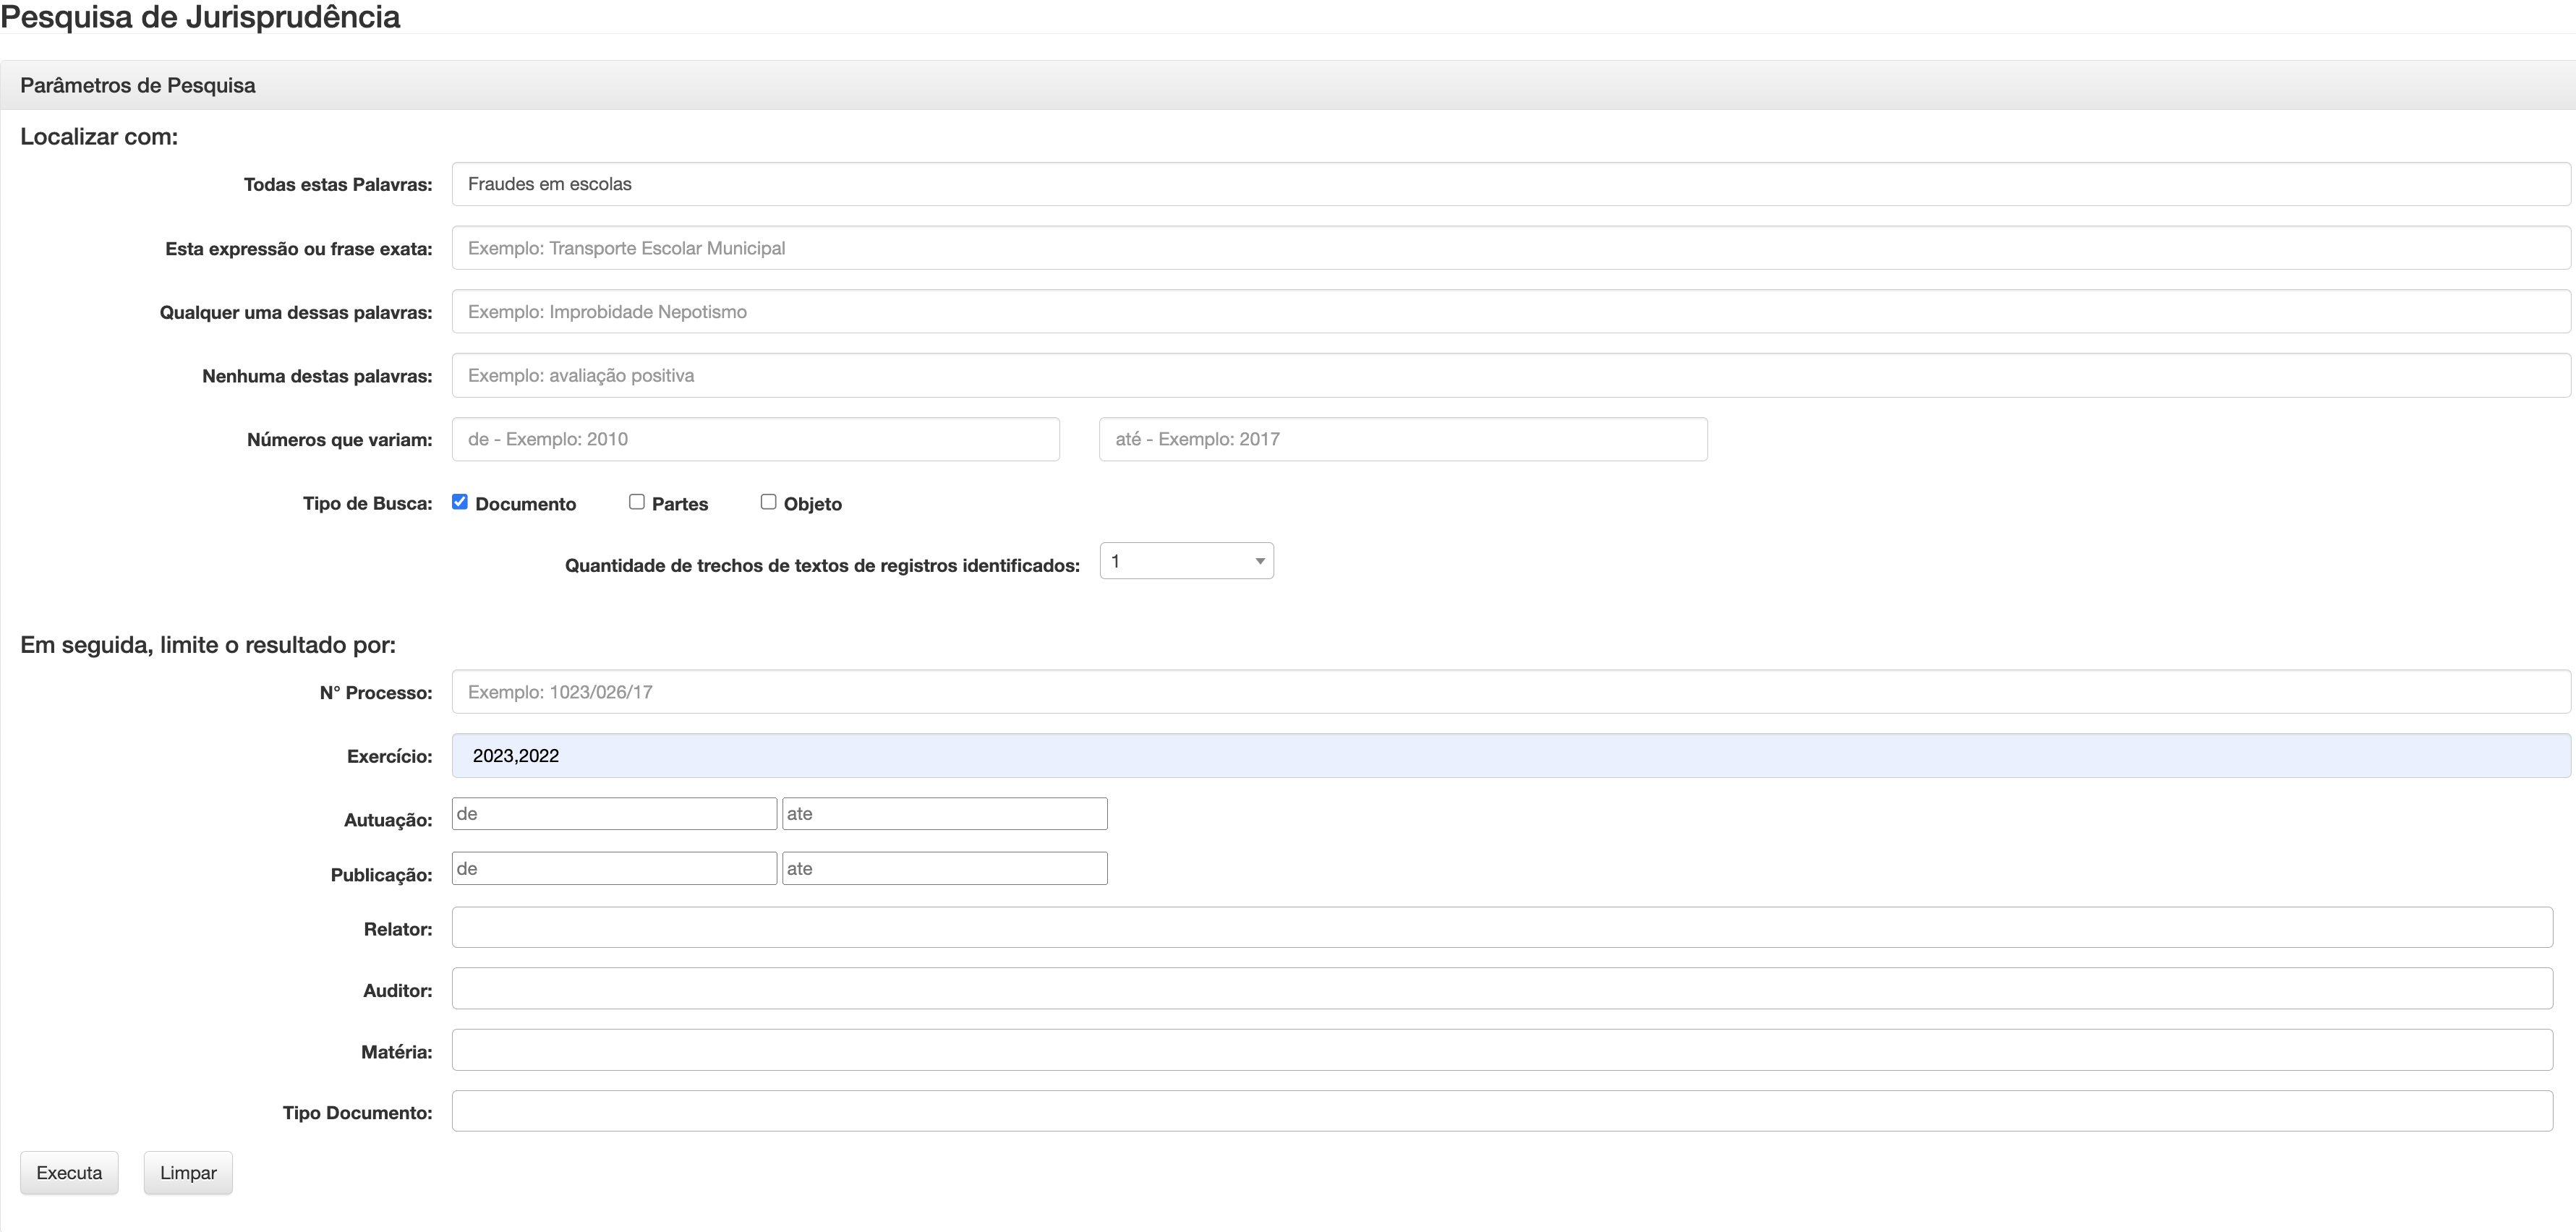 Pesquisa de Jurisprudência
Parâmetros de Pesquisa
Localizar com:
Todas estas Palavras: Fraudes em escolas
Esta expressão ou frase exata: Exemplo: Transporte Escolar Municipal
Qualquer uma dessas palavras: Exemplo: Improbidade Nepotismo
Nenhuma destas palavras: Exemplo: avaliação positiva
Números que variam: de - Exemplo: 2010 até - Exemplo: 2017
Tipo de Busca: Documento Partes Objeto
Quantidade de trechos de textos de registros identificados: 1
Em seguida, limite o resultado por:
N° Processo: Exemplo: 1023/026/17
Exercício: 2023,2022
Autuação: de ate
Publicação: de ate
Relator:
Auditor:
Matéria:
Tipo Documento:
Executa Limpar